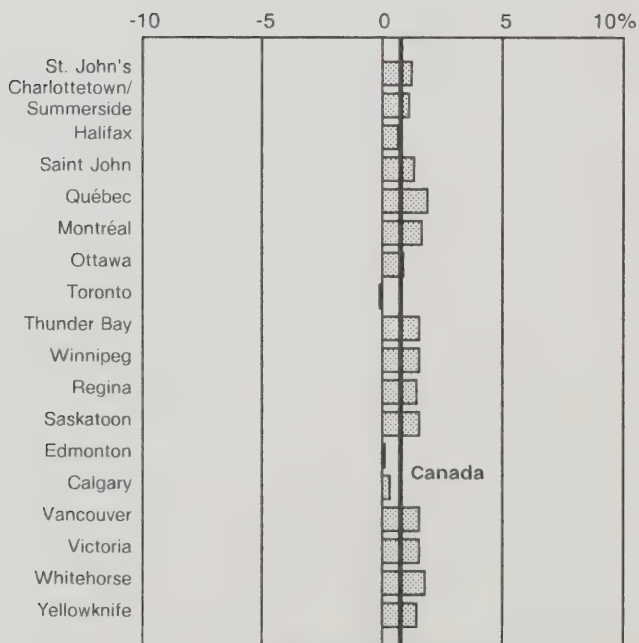 -10 -5 0 5 10%
St. John's
Charlottetown/
Summerside
Halifax
Saint John
Québec
Montréal
Ottawa
Toronto
Thunder Bay
Winnipeg
Regina
Saskatoon
Edmonton
Calgary
Canada
Vancouver
Victoria
Whitehorse
Yellowknife